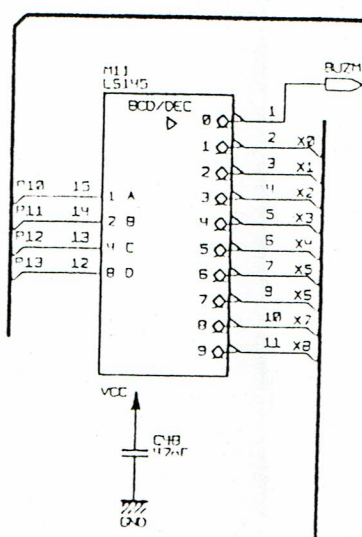 M11
LS145
BCD/DEC
BUZM
0 1
1 2 X0
2 3 X1
3 4 X2
4 5 X3
5 6 X4
6 7 X5
7 9 X5
8 10 X7
9 11 X8
P10 15 1 A
P11 14 2 B
P12 13 4 C
P13 12 8 D
VCC
C48
47nF
GND